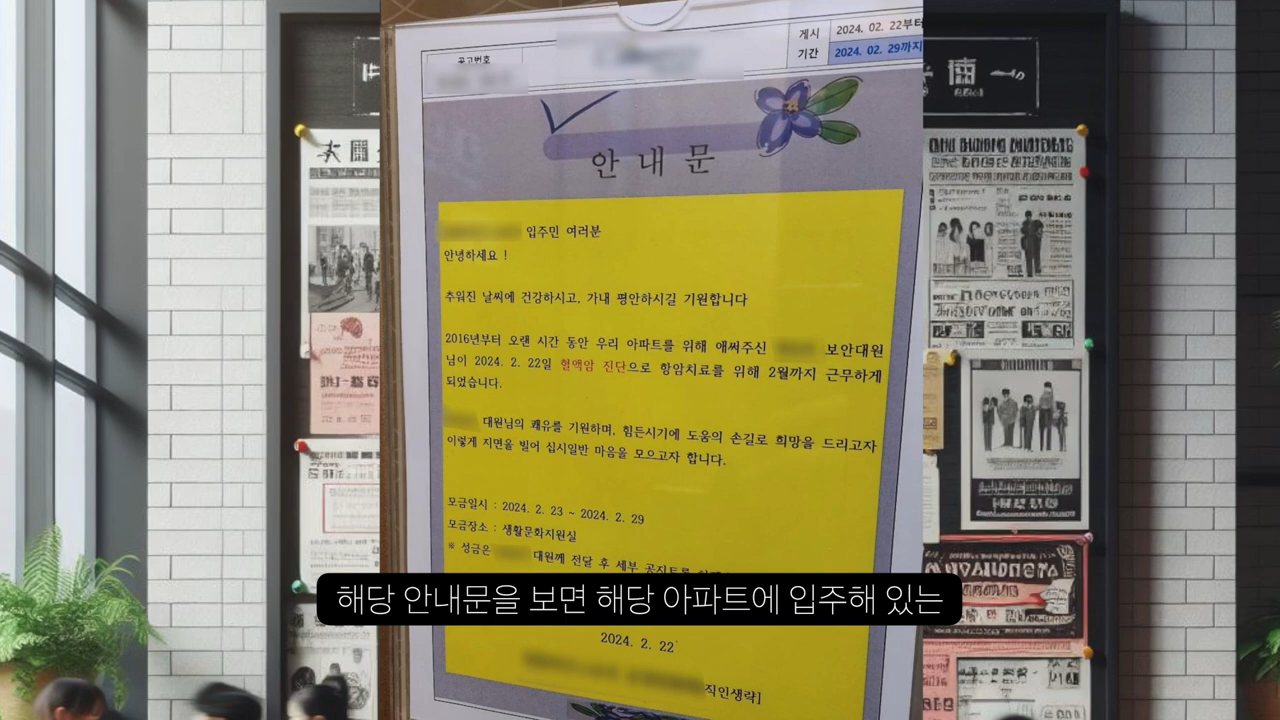 공고번호
게시
기간
2024. 02. 22부터
2024. 02. 29까지
안내문
입주민 여러분
안녕하세요 !
추워진 날씨에 건강하시고, 가내 평안하시길 기원합니다
2016년부터 오랜 시간 동안 우리 아파트를 위해 애써주신 보안대원
님이 2024. 2. 22일 혈액암 진단으로 항암치료를 위해 2월까지 근무하게
되었습니다.
대원님의 쾌유를 기원하며, 힘든시기에 도움의 손길로 희망을 드리고자
이렇게 지면을 빌어 십시일반 마음을 모으고자 합니다.
모금일시 : 2024. 2. 23 ~ 2024. 2. 29
모금장소 : 생활문화지원실
※ 성금은 대원께 전달 후 세부
해당 안내문을 보면 해당 아파트에 입주해 있는
2024. 2. 22
직인생략]